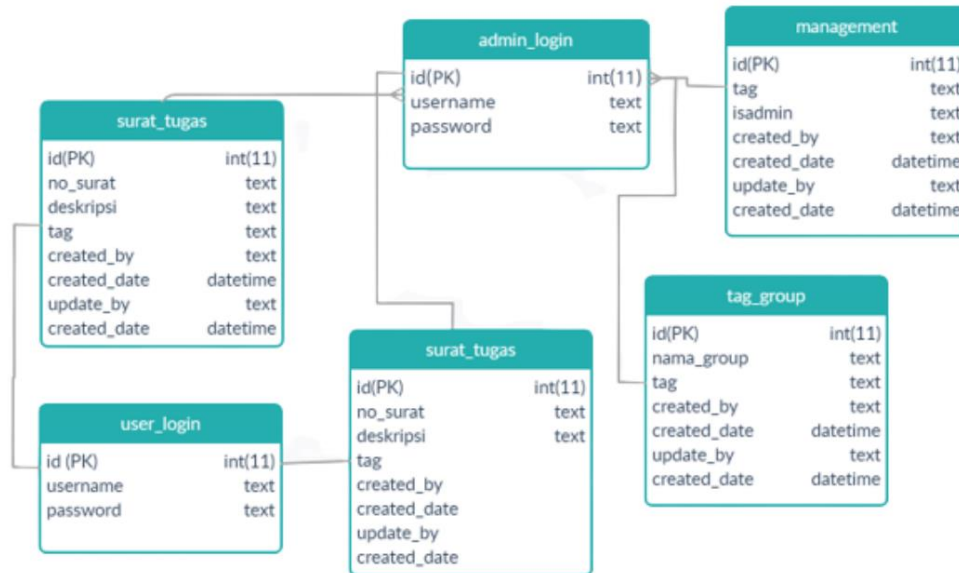 admin_login
id(PK) int(11)
username text
password text
management
id(PK) int(11)
tag text
isadmin text
created_by text
created_date datetime
update_by text
created_date datetime
surat_tugas
id(PK) int(11)
no_surat text
deskripsi text
tag text
created_by text
created_date datetime
update_by text
created_date datetime
tag_group
id(PK) int(11)
nama_group text
tag text
created_by text
created_date datetime
update_by text
created_date datetime
surat_tugas
id(PK) int(11)
no_surat text
deskripsi text
tag
created_by
created_date
update_by
created_date
user_login
id (PK) int(11)
username text
password text